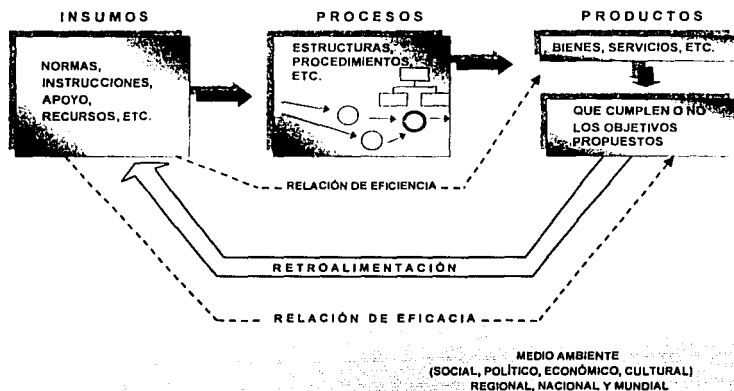 INSUMOS
PROCESOS
PRODUCTOS
NORMAS,
INSTRUCCIONES,
APOYO,
RECURSOS, ETC.
ESTRUCTURAS,
PROCEDIMIENTOS,
ETC.
BIENES, SERVICIOS, ETC.
QUE CUMPLEN O NO
LOS OBJETIVOS
PROPUESTOS
RELACIÓN DE EFICIENCIA
RETROALIMENTACIÓN
RELACIÓN DE EFICACIA
MEDIO AMBIENTE
(SOCIAL, POLÍTICO, ECONÓMICO, CULTURAL)
REGIONAL, NACIONAL Y MUNDIAL